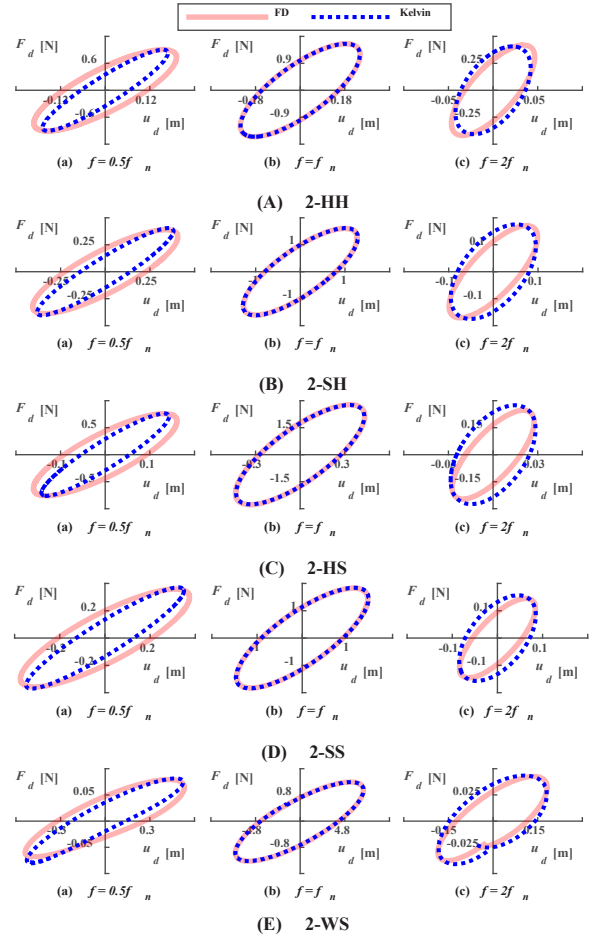 FD Kelvin
F d [N] F d [N] F d [N]
0.6 0.9 0.25
-0.12 0.12 -0.18 0.18 -0.05 0.05
-0.9 -0.25
u d [m] u d [m] u d [m]
(a) f = 0.5f n (b) f = f n (c) f = 2f n
(A) 2-HH
F d [N] F d [N] F d [N]
0.25 1 0.1
-0.25 0.25 1 -0.1 0.1
-0.25 -1 -0.1
u d [m] u d [m] u d [m]
(a) f = 0.5f n (b) f = f n (c) f = 2f n
(B) 2-SH
F d [N] F d [N] F d [N]
0.5 1.5 0.15
-0.1 0.1 -0.3 0.3 0.03
-1.5 -0.15
u d [m] u d [m] u d [m]
(a) f = 0.5f n (b) f = f n (c) f = 2f n
(C) 2-HS
F d [N] F d [N] F d [N]
0.2 1 0.1
0.2 1 -0.1 0.1
-0.2 -1 -0.1
u d [m] u d [m] u d [m]
(a) f = 0.5f n (b) f = f n (c) f = 2f n
(D) 2-SS
F d [N] F d [N] F d [N]
0.05 0.8 0.025
-0.3 0.3 -4.8 4.8 -0.15 0.15
-0.05 -0.8 -0.025
u d [m] u d [m] u d [m]
(a) f = 0.5f n (b) f = f n (c) f = 2f n
(E) 2-WS